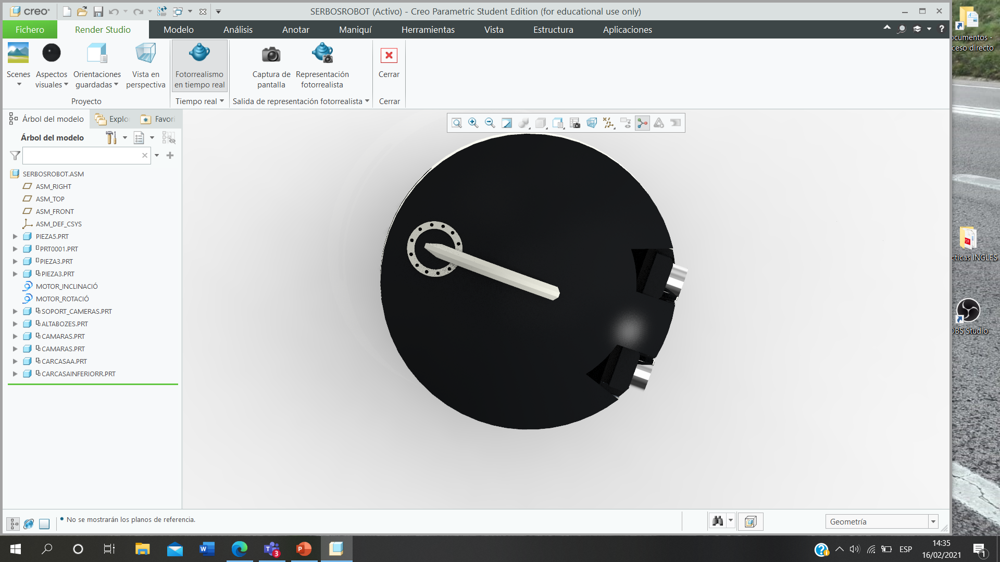 creo
SERBOSROBOT (Activo) - Creo Parametric Student Edition (for educational use only)
Fichero
Render Studio
Modelo
Análisis
Anotar
Maniquí
Herramientas
Vista
Estructura
Aplicaciones
Scenes
Aspectos
visuales
Orientaciones
guardadas
Vista en
perspectiva
Fotorrealismo
en tiempo real
Captura de
pantalla
Representación
fotorrealista
Cerrar
Proyecto
Tiempo real
Salida de representación fotorrealista
Cerrar
Árbol del modelo
Explo
Favori
Árbol del modelo
SERBOSROBOT.ASM
ASM_RIGHT
ASM_TOP
ASM_FRONT
ASM_DEF_CSYS
PIEZA5.PRT
PRT0001.PRT
PIEZA3.PRT
PIEZA3.PRT
MOTOR_INCLINACIÓ
MOTOR_ROTACIÓ
SOPORT_CAMERAS.PRT
ALTABOZES.PRT
CAMARAS.PRT
CAMARAS.PRT
CARCASAA.PRT
CARCASAINFERIORR.PRT
No se mostrarán los planos de referencia.
Geometría
ocumentos -
ceso directo
PDF
cticas INGLES
OBS Studio
W
T
3
P
ESP
14:35
16/02/2021
1